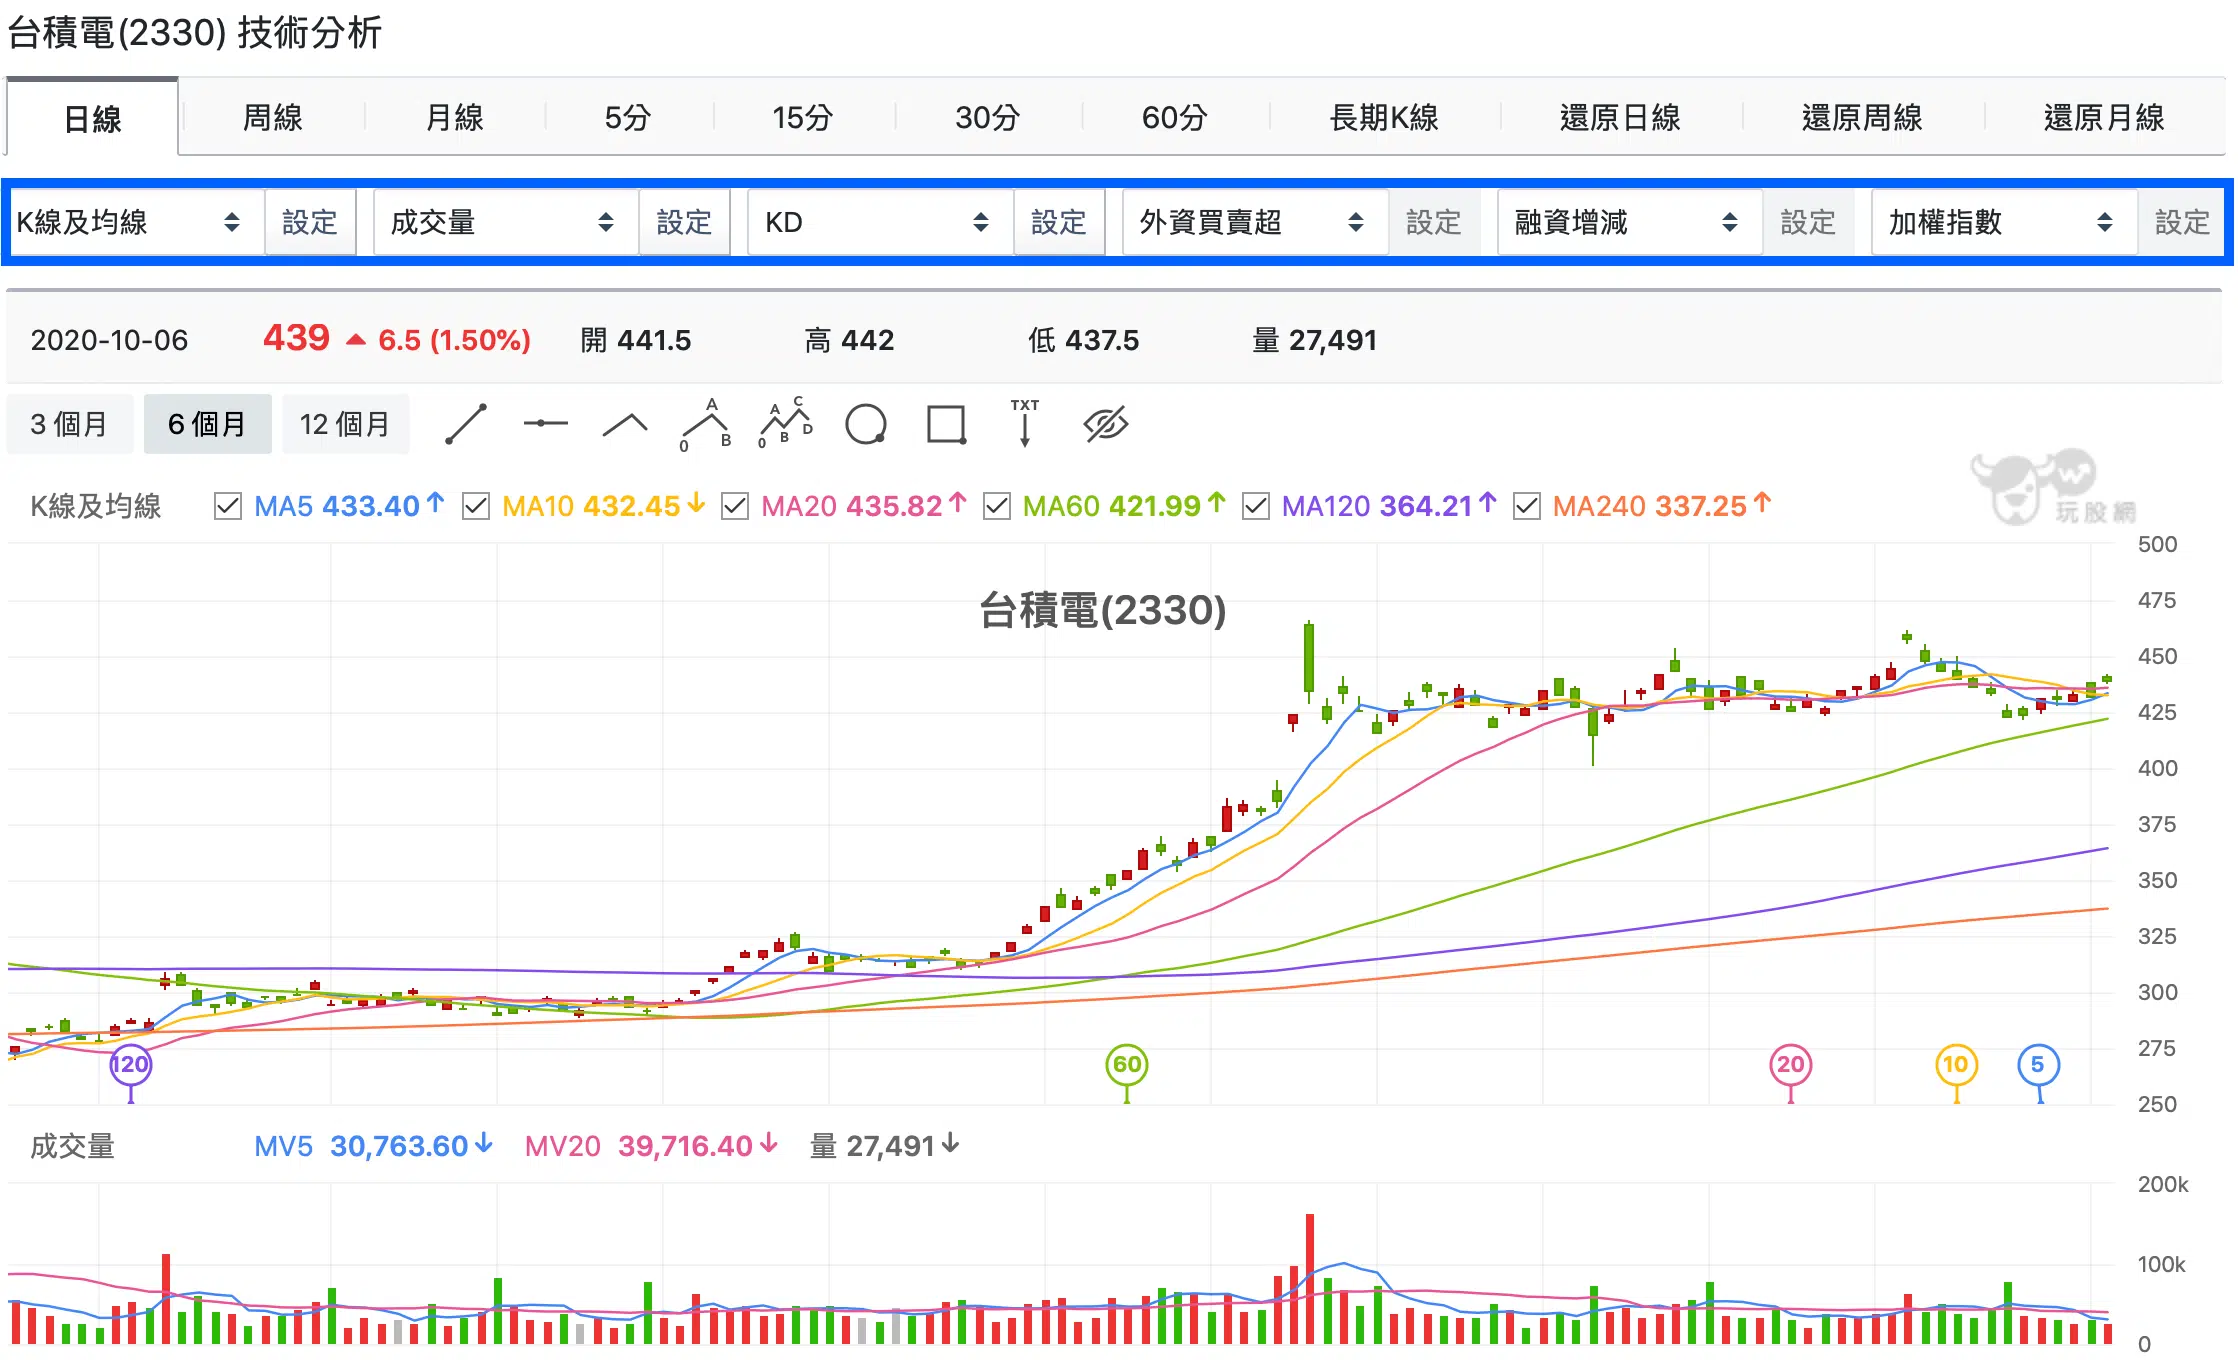 台積電(2330) 技術分析
日線 周線 月線 5分 15分 30分 60分 長期K線 還原日線 還原周線 還原月線
K線及均線 設定 成交量 設定 KD 設定 外資買賣超 設定 融資增減 設定 加權指數 設定
2020-10-06 439 ▲ 6.5 (1.50%) 開 441.5 高 442 低 437.5 量 27,491
3 個月 6 個月 12 個月 0 A B 0 A B C D TXT
玩股網
K線及均線 MA5 433.40↑ MA10 432.45↓ MA20 435.82↑ MA60 421.99↑ MA120 364.21↑ MA240 337.25↑
500
台積電(2330)
475
450
425
400
375
350
325
300
275
120 60 20 10 5
250
成交量 MV5 30,763.60↓ MV20 39,716.40↓ 量 27,491↓
200k
100k
0